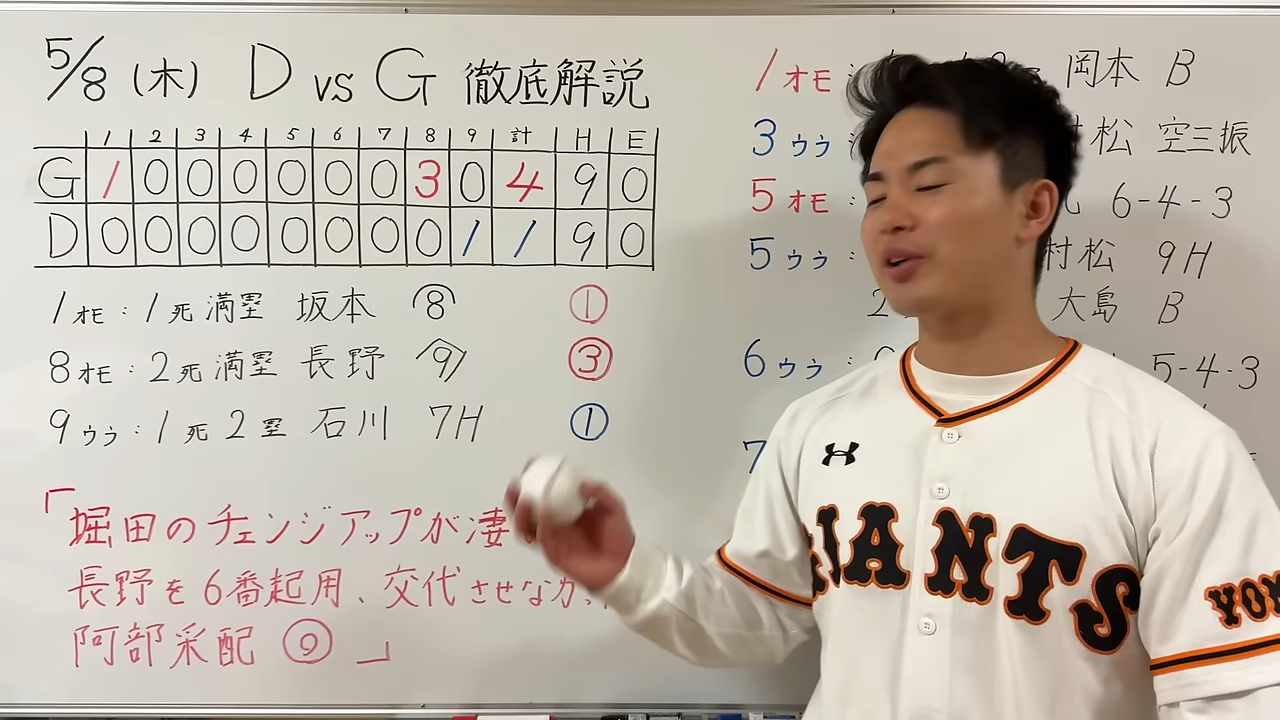 5/8 (木) D vs G 徹底解説
1 2 3 4 5 6 7 8 9 計 H E
G 1 0 0 0 0 0 0 3 0 4 9 0
D 0 0 0 0 0 0 0 0 1 1 9 0
1オモ:1死満塁 坂本 8 ①
8オモ:2死満塁 長野 9 ③
9ウラ:1死2塁 石川 7H ①
「堀田のチェンジアップが凄
長野を6番起用、交代させなか
阿部采配 ⑨ 」
1オモ: 岡本 B
3ウラ: 村松 空三振
5オモ: 6-4-3
5ウラ: 村松 9H
2 大島 B
6ウラ: 5-4-3
7
GIANTS